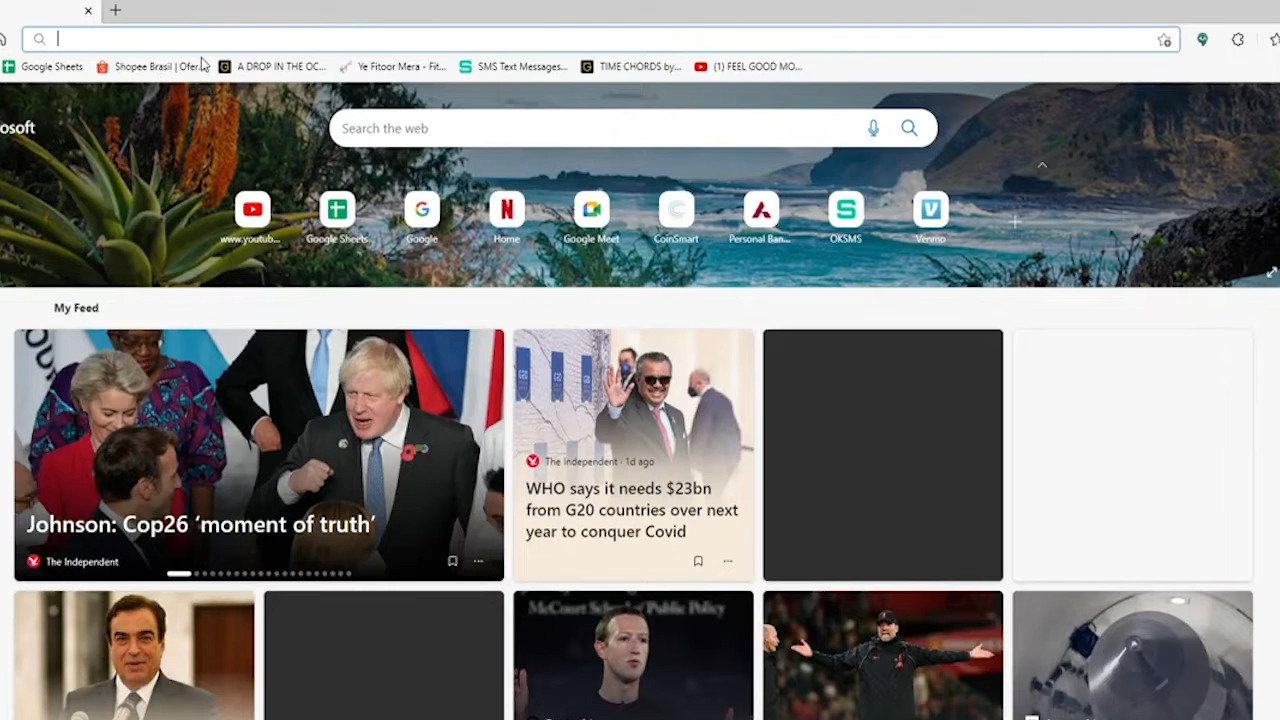 Google Sheets
Shopee Brasil | Ofer...
A DROP IN THE OC...
Ye Fitoor Mera - Fit...
SMS Text Messages...
TIME CHORDS by...
(1) FEEL GOOD MO...
osoft
Search the web
www.youtub...
Google Sheets
Google
Home
Google Meet
CoinSmart
Personal Ban...
OKSMS
Venmo
My Feed
Johnson: Cop26 ‘moment of truth’
The Independent
The Independent · 1d ago
WHO says it needs $23bn
from G20 countries over next
year to conquer Covid
McCourt School of Public Policy